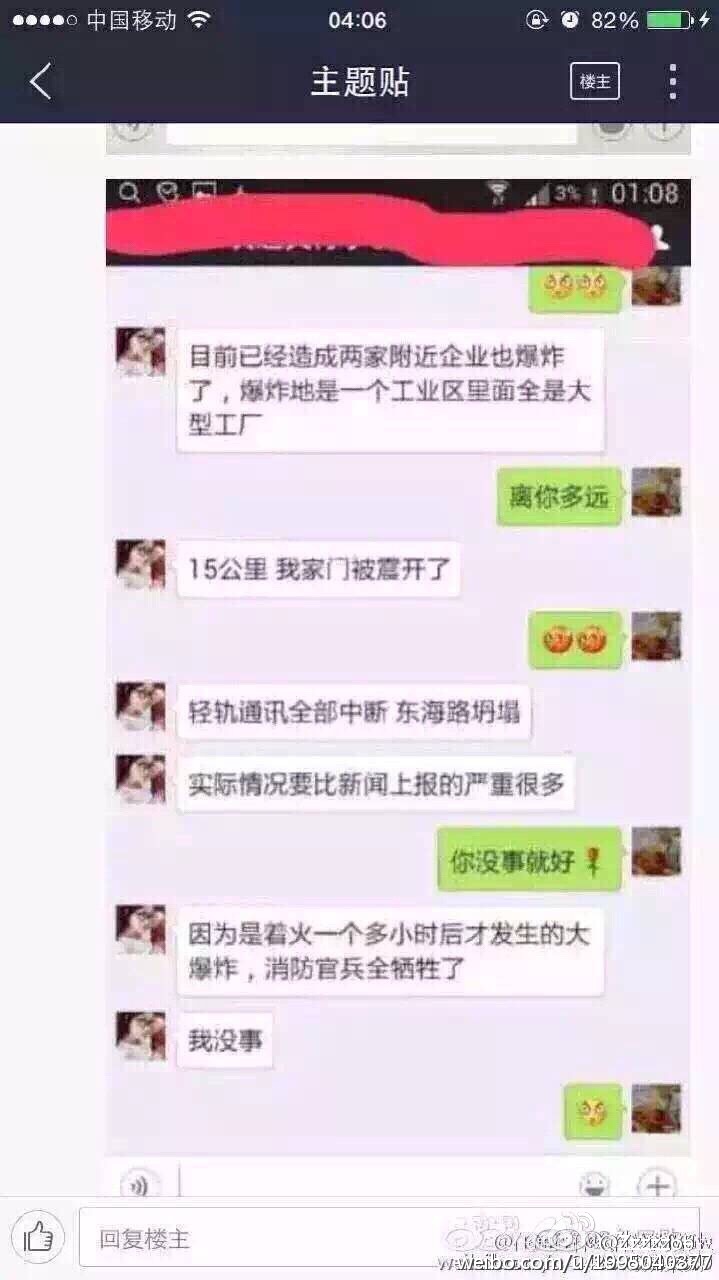 中国移动
04:06
82%
主题贴
楼主
3%
01:08
目前已经造成两家附近企业也爆炸
了，爆炸地是一个工业区里面全是大
型工厂
离你多远
15公里 我家门被震开了
轻轨通讯全部中断 东海路坍塌
实际情况要比新闻上报的严重很多
你没事就好
因为是着火一个多小时后才发生的大
爆炸，消防官兵全牺牲了
我没事
回复楼主